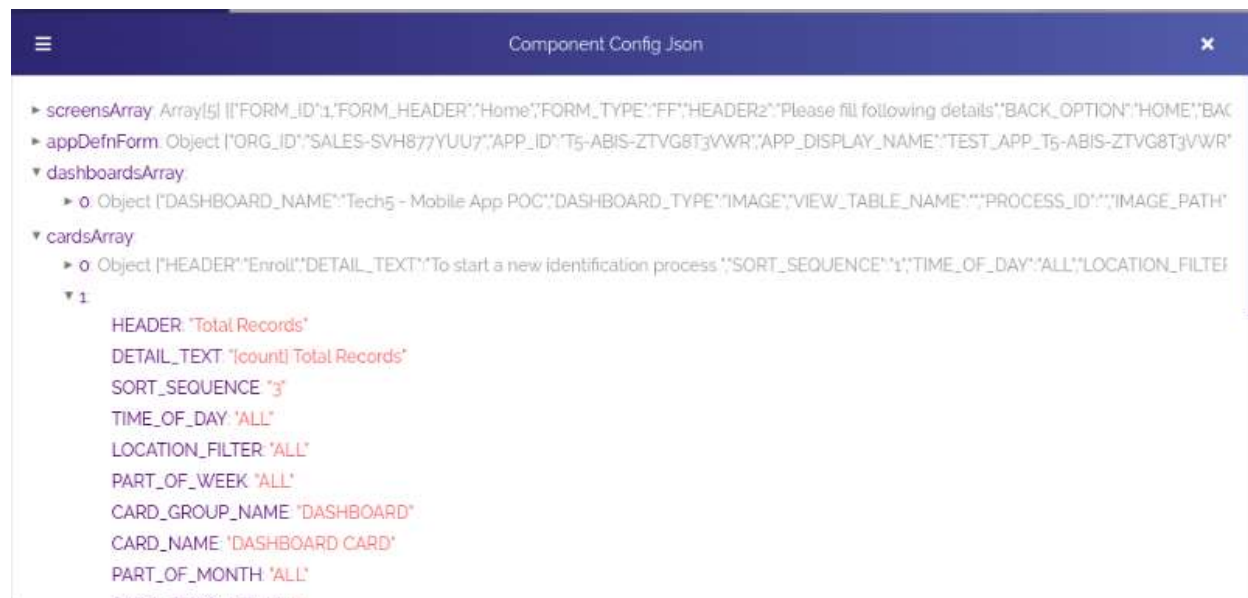 Component Config Json
screensArray: Array[5] [{"FORM_ID":1,"FORM_HEADER":"Home","FORM_TYPE":"FF","HEADER2":"Please fill following details","BACK_OPTION":"HOME","BAC
appDefnForm: Object {"ORG_ID":"SALES-SVH877YUU7","APP_ID":"T5-ABIS-ZTVG8T3VWR","APP_DISPLAY_NAME":"TEST_APP_T5-ABIS-ZTVG8T3VWR"
dashboardsArray:
0: Object {"DASHBOARD_NAME":"Tech5 - Mobile App POC","DASHBOARD_TYPE":"IMAGE","VIEW_TABLE_NAME":"","PROCESS_ID":"","IMAGE_PATH"
cardsArray:
0: Object {"HEADER":"Enroll","DETAIL_TEXT":"To start a new identification process ","SORT_SEQUENCE":"1","TIME_OF_DAY":"ALL","LOCATION_FILTER
1:
HEADER: "Total Records"
DETAIL_TEXT: "{count} Total Records"
SORT_SEQUENCE: "3"
TIME_OF_DAY: "ALL"
LOCATION_FILTER: "ALL"
PART_OF_WEEK: "ALL"
CARD_GROUP_NAME: "DASHBOARD"
CARD_NAME: "DASHBOARD CARD"
PART_OF_MONTH: "ALL"